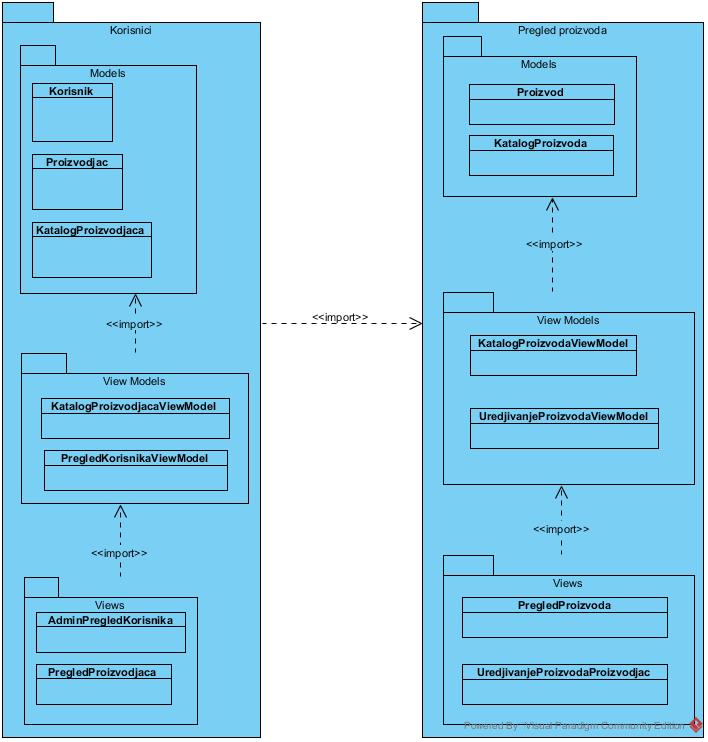 Korisnici
Models
Korisnik
Proizvodjac
KatalogProizvodjaca
<<import>>
View Models
KatalogProizvodjacaViewModel
PregledKorisnikaViewModel
<<import>>
Views
AdminPregledKorisnika
PregledProizvodjaca
<<import>>
Pregled proizvoda
Models
Proizvod
KatalogProizvoda
<<import>>
View Models
KatalogProizvodaViewModel
UredjivanjeProizvodaViewModel
<<import>>
Views
PregledProizvoda
UredjivanjeProizvodaProizvodjac
Powered By Visual Paradigm Community Edition